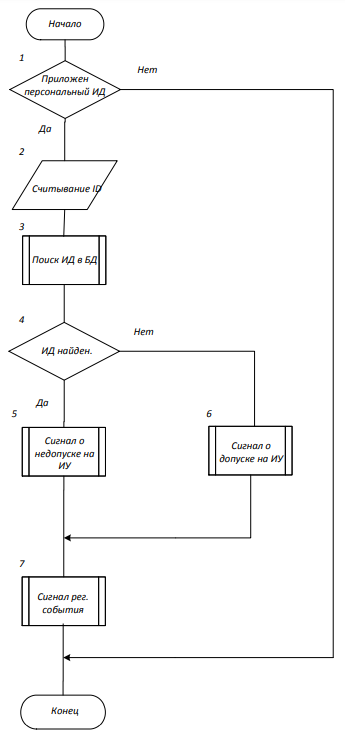 Начало
1
Приложен
персональный ИД
Нет
Да
2
Считывание ID
3
Поиск ИД в БД
4
ИД найден.
Нет
Да
5
Сигнал о
недопуске на
ИУ
6
Сигнал о
допуске на ИУ
7
Сигнал рег.
события
Конец